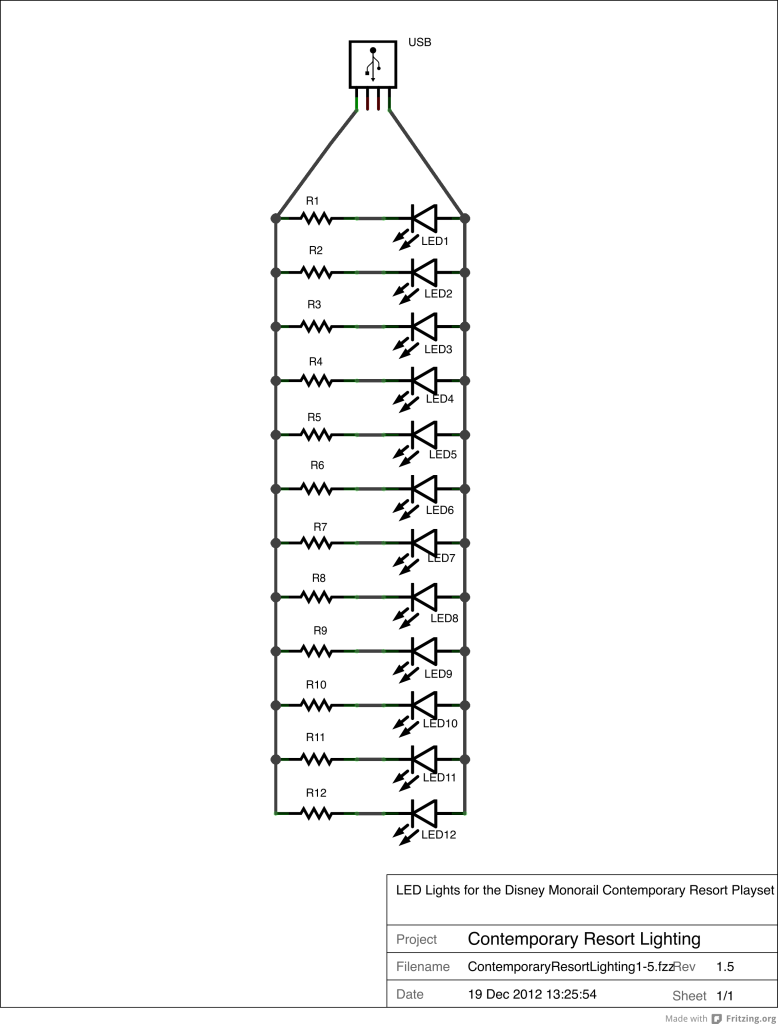 USB
R1
LED1
R2
LED2
R3
LED3
R4
LED4
R5
LED5
R6
LED6
R7
LED7
R8
LED8
R9
LED9
R10
LED10
R11
LED11
R12
LED12
LED Lights for the Disney Monorail Contemporary Resort Playset
Project Contemporary Resort Lighting
Filename ContemporaryResortLighting1-5.fzz Rev 1.5
Date 19 Dec 2012 13:25:54 Sheet 1/1
Made with Fritzing.org